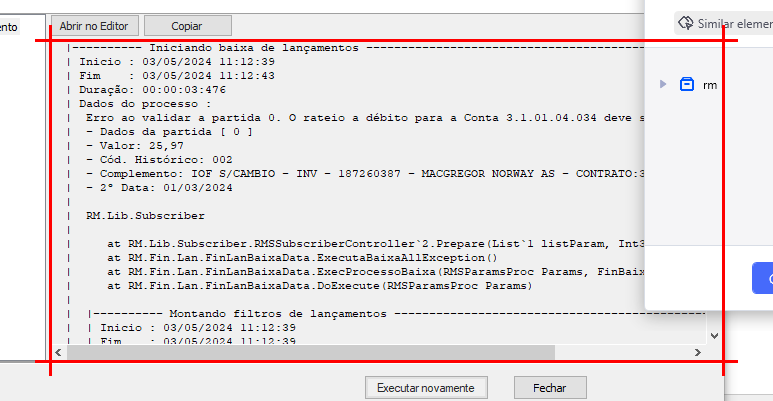 ento
Abrir no Editor
Copiar
|---------- Iniciando baixa de lançamentos ----------------------------------------
| Inicio : 03/05/2024 11:12:39
| Fim    : 03/05/2024 11:12:43
| Duração: 00:00:03:476
| Dados do processo :
|  Erro ao validar a partida 0. O rateio a débito para a Conta 3.1.01.04.034 deve s
|  - Dados da partida [ 0 ]
|  - Valor: 25,97
|  - Cód. Histórico: 002
|  - Complemento: IOF S/CAMBIO - INV - 187260387 - MACGREGOR NORWAY AS - CONTRATO:3
|  - 2ª Data: 01/03/2024
|
|  RM.Lib.Subscriber
|
|     at RM.Lib.Subscriber.RMSSubscriberController`2.Prepare(List`1 listParam, Int3
|     at RM.Fin.Lan.FinLanBaixaData.ExecutaBaixaAllException()
|     at RM.Fin.Lan.FinLanBaixaData.ExecProcessoBaixa(RMSParamsProc Params, FinBaix
|     at RM.Fin.Lan.FinLanBaixaData.DoExecute(RMSParamsProc Params)
|
|  |---------- Montando filtros de lançamentos ---------------------------------------------
|  | Inicio : 03/05/2024 11:12:39
|  | Fim    : 03/05/2024 11:12:39
Executar novamente
Fechar
Similar elemen
rm